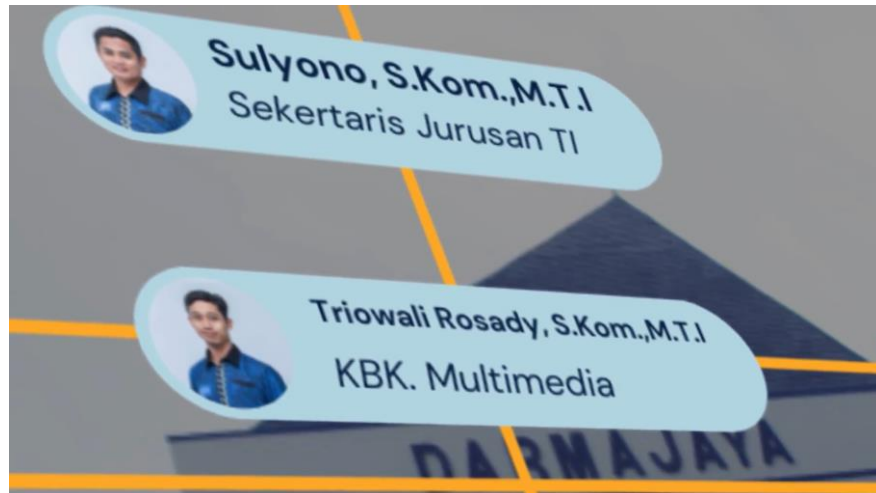 Sulyono, S.Kom.,M.T.I
Sekertaris Jurusan TI
Triowali Rosady, S.Kom.,M.T.I
KBK. Multimedia
DARMAJAYA